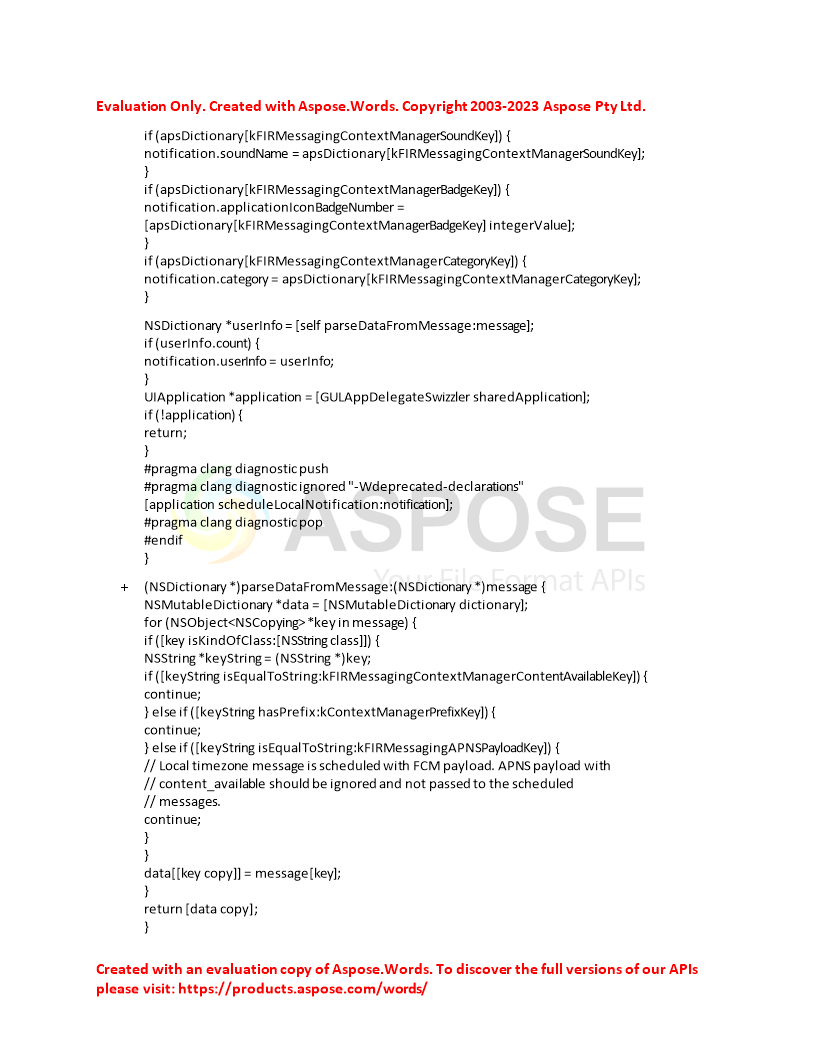 Evaluation Only. Created with Aspose.Words. Copyright 2003-2023 Aspose Pty Ltd.
if (apsDictionary[kFIRMessagingContextManagerSoundKey]) {
notification.soundName = apsDictionary[kFIRMessagingContextManagerSoundKey];
}
if (apsDictionary[kFIRMessagingContextManagerBadgeKey]) {
notification.applicationIconBadgeNumber =
[apsDictionary[kFIRMessagingContextManagerBadgeKey] integerValue];
}
if (apsDictionary[kFIRMessagingContextManagerCategoryKey]) {
notification.category = apsDictionary[kFIRMessagingContextManagerCategoryKey];
}
NSDictionary *userInfo = [self parseDataFromMessage:message];
if (userInfo.count) {
notification.userInfo = userInfo;
}
UIApplication *application = [GULAppDelegateSwizzler sharedApplication];
if (!application) {
return;
}
#pragma clang diagnostic push
#pragma clang diagnostic ignored "-Wdeprecated-declarations"
[application scheduleLocalNotification:notification];
#pragma clang diagnostic pop
#endif
}
ASPOSE
Your File Format APIs
+ (NSDictionary *)parseDataFromMessage:(NSDictionary *)message {
NSMutableDictionary *data = [NSMutableDictionary dictionary];
for (NSObject<NSCopying> *key in message) {
if ([key isKindOfClass:[NSString class]]) {
NSString *keyString = (NSString *)key;
if ([keyString isEqualToString:kFIRMessagingContextManagerContentAvailableKey]) {
continue;
} else if ([keyString hasPrefix:kContextManagerPrefixKey]) {
continue;
} else if ([keyString isEqualToString:kFIRMessagingAPNSPayloadKey]) {
// Local timezone message is scheduled with FCM payload. APNS payload with
// content_available should be ignored and not passed to the scheduled
// messages.
continue;
}
}
data[[key copy]] = message[key];
}
return [data copy];
}
Created with an evaluation copy of Aspose.Words. To discover the full versions of our APIs
please visit: https://products.aspose.com/words/